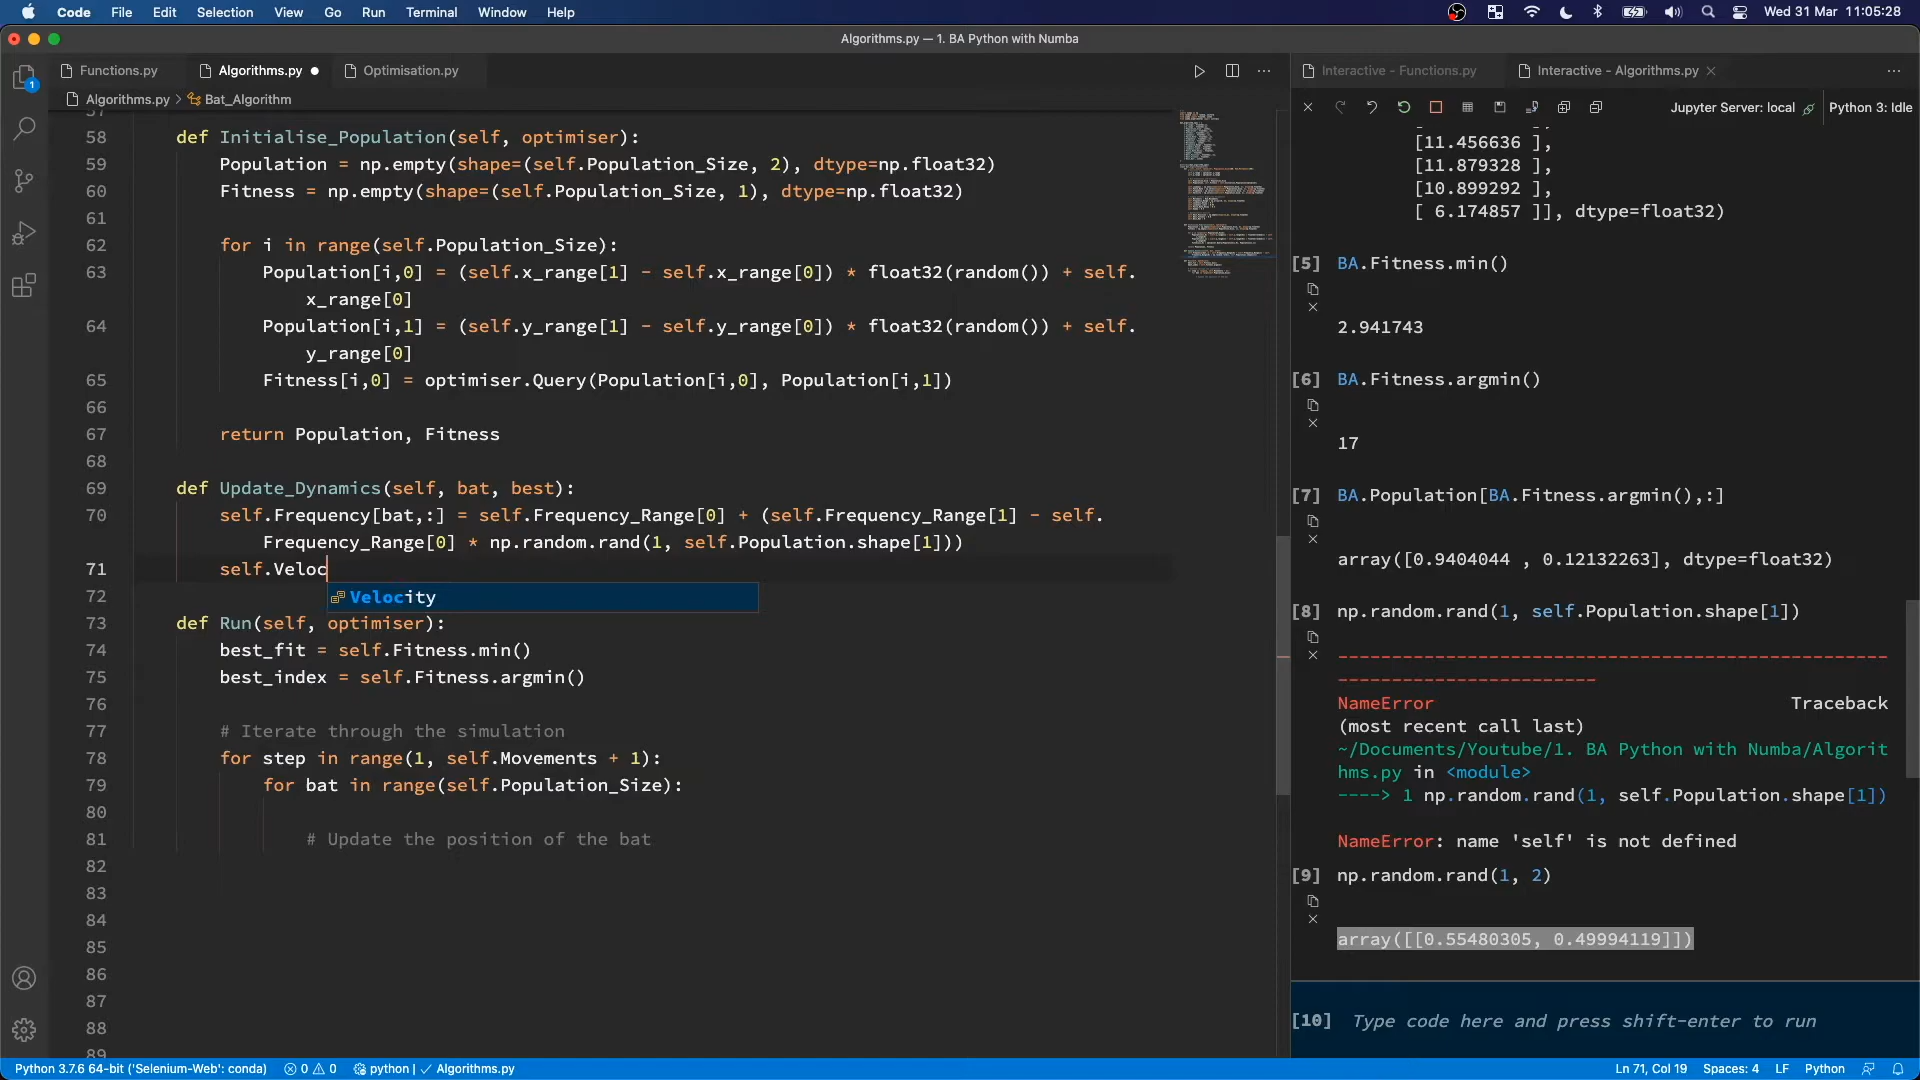 Code File Edit Selection View Go Run Terminal Window Help Wed 31 Mar 11:05:28
Algorithms.py — 1. BA Python with Numba
Functions.py Algorithms.py Optimisation.py Interactive - Functions.py Interactive - Algorithms.py
Algorithms.py > Bat_Algorithm
Jupyter Server: local Python 3: Idle
1
57
58 def Initialise_Population(self, optimiser):
59 Population = np.empty(shape=(self.Population_Size, 2), dtype=np.float32)
60 Fitness = np.empty(shape=(self.Population_Size, 1), dtype=np.float32)
61
62 for i in range(self.Population_Size):
63 Population[i,0] = (self.x_range[1] - self.x_range[0]) * float32(random()) + self.
x_range[0]
64 Population[i,1] = (self.y_range[1] - self.y_range[0]) * float32(random()) + self.
y_range[0]
65 Fitness[i,0] = optimiser.Query(Population[i,0], Population[i,1])
66
67 return Population, Fitness
68
69 def Update_Dynamics(self, bat, best):
70 self.Frequency[bat,:] = self.Frequency_Range[0] + (self.Frequency_Range[1] - self.
Frequency_Range[0] * np.random.rand(1, self.Population.shape[1]))
71 self.Veloc
72 Velocity
73 def Run(self, optimiser):
74 best_fit = self.Fitness.min()
75 best_index = self.Fitness.argmin()
76
77 # Iterate through the simulation
78 for step in range(1, self.Movements + 1):
79 for bat in range(self.Population_Size):
80
81 # Update the position of the bat
82
83
84
85
86
87
88
89
[11.456636 ],
[11.879328 ],
[10.899292 ],
[ 6.174857 ]], dtype=float32)
[5] BA.Fitness.min()
2.941743
[6] BA.Fitness.argmin()
17
[7] BA.Population[BA.Fitness.argmin(),:]
array([0.9404044 , 0.12132263], dtype=float32)
[8] np.random.rand(1, self.Population.shape[1])
---------------------------------------------------
------------------------
NameError Traceback
(most recent call last)
~/Documents/Youtube/1. BA Python with Numba/Algorit
hms.py in <module>
----> 1 np.random.rand(1, self.Population.shape[1])
NameError: name 'self' is not defined
[9] np.random.rand(1, 2)
array([[0.55480305, 0.49994119]])
[10] Type code here and press shift-enter to run
Python 3.7.6 64-bit ('Selenium-Web': conda) 0 0 python | ✓ Algorithms.py Ln 71, Col 19 Spaces: 4 LF Python